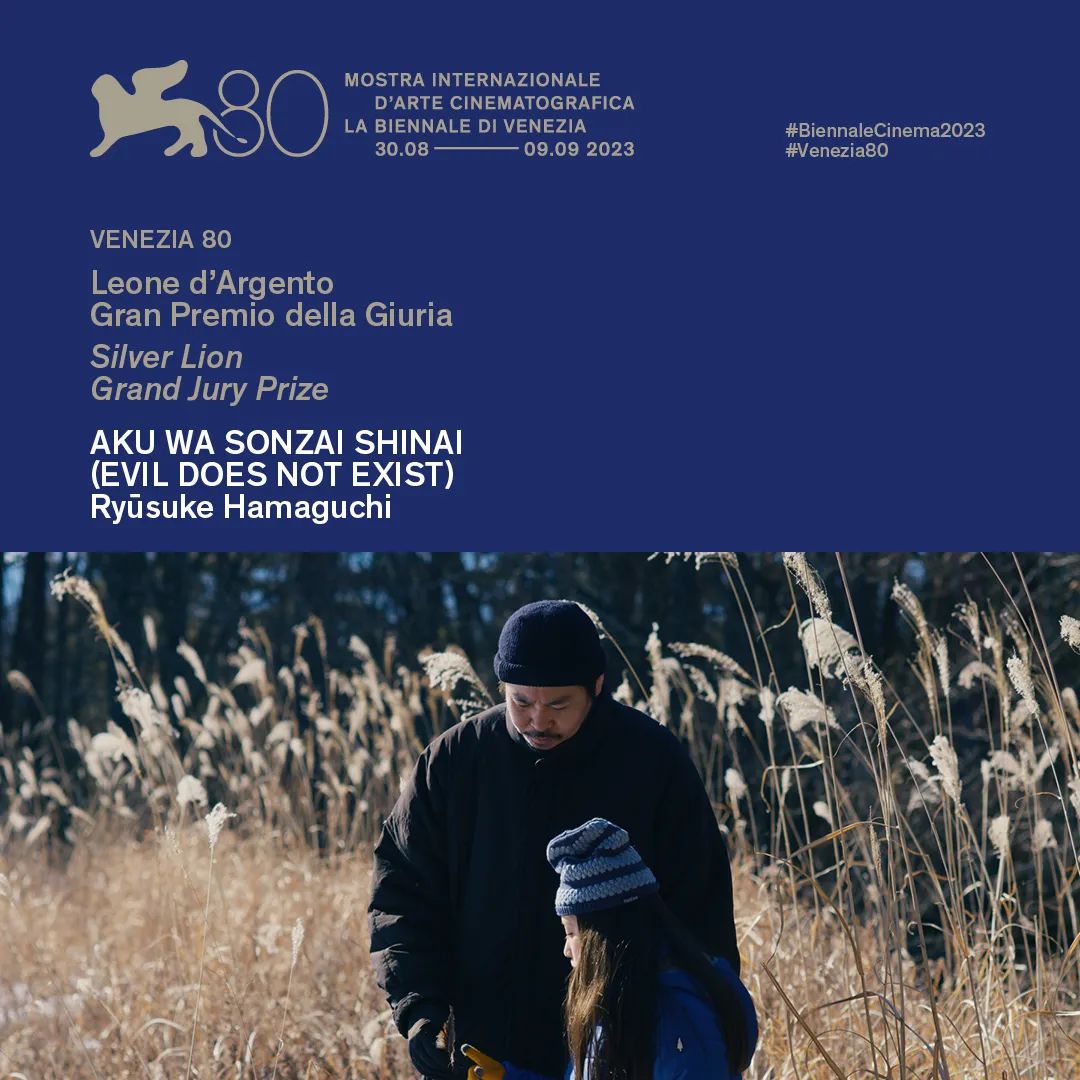 80
MOSTRA INTERNAZIONALE
D'ARTE CINEMATOGRAFICA
LA BIENNALE DI VENEZIA
30.08 — 09.09 2023
#BiennaleCinema2023
#Venezia80
VENEZIA 80
Leone d’Argento
Gran Premio della Giuria
Silver Lion
Grand Jury Prize
AKU WA SONZAI SHINAI
(EVIL DOES NOT EXIST)
Ryūsuke Hamaguchi